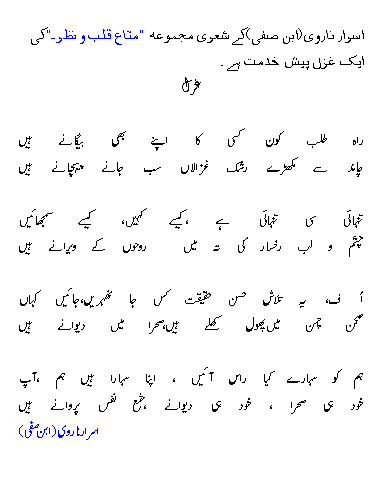 اسرار ناروی(ابن صفی)کے شعری مجموعہ "متاع قلب و نظر۔"کی
ایک غزل پیش خدمت ہے ۔
غزل
راہ طلب کون کسی کا اپنے بھی بیگانے ہیں
چاند سے مکھڑے رشک غزالاں سب جانے پہچانے ہیں
تنہائی سی تنہائی ہے ،کیسے کہیں، کیسے سمجھائیں
چشم و لب رخسار کی تہ میں روحوں کے ویرانے ہیں
اُ ف، یہ تلاش حسن حقیقت کس جا ٹھہریں،جائیں کہاں
صحن چمن میں پھول کھلے ہیں،صحرا میں دیوانے ہیں
ہم کو سہارے کیا راس آئیں ، اپنا سہارا ہیں ہم ،آپ
خود ہی صحرا ، خود ہی دیوانے ،شمع نفس پروانے ہیں
اسرار ناروی(ابن صفی)